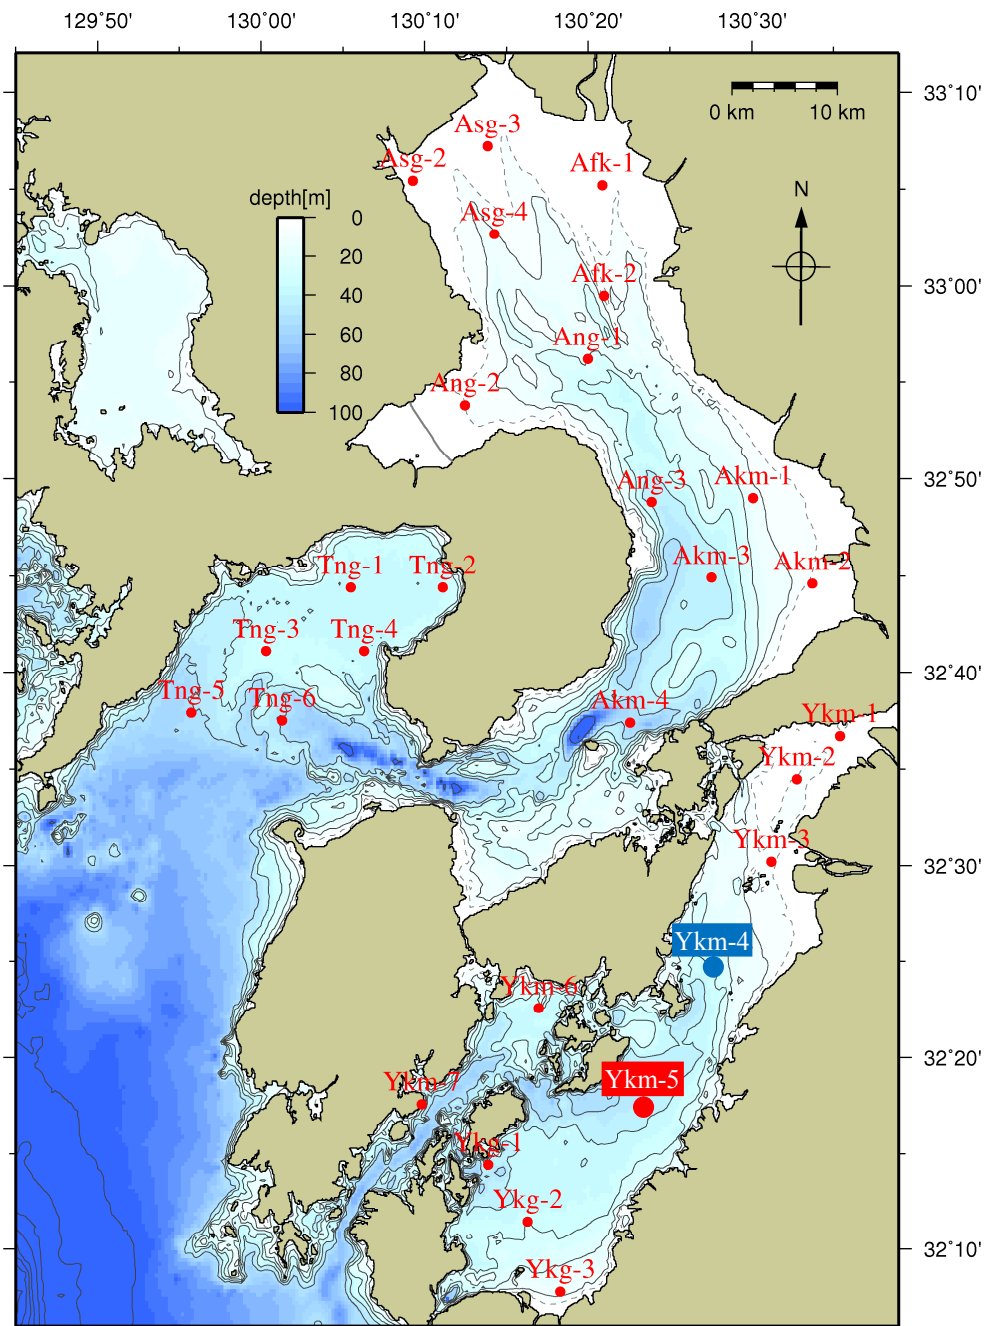 129˚50'
130˚00'
130˚10'
130˚20'
130˚30'
33˚10'
0 km
10 km
Asg-3
Asg-2
Afk-1
N
depth[m]
0
20
40
60
80
100
Asg-4
Afk-2
33˚00'
Ang-1
Ang-2
32˚50'
Ang-3
Akm-1
Akm-3
Akm-2
Tng-1
Tng-2
Tng-3
Tng-4
32˚40'
Tng-5
Tng-6
Akm-4
Ykm-1
Ykm-2
Ykm-3
32˚30'
Ykm-4
Ykm-6
32˚20'
Ykm-5
Ykm-7
Ykg-1
Ykg-2
32˚10'
Ykg-3